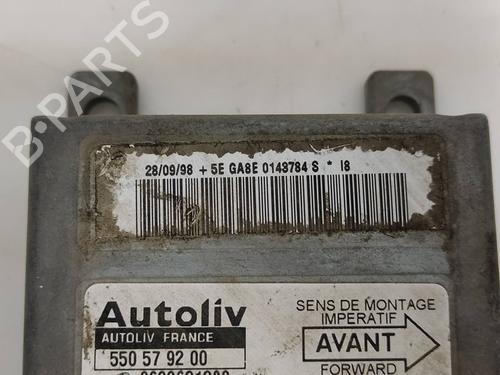 B-PARTS
28/09/98 + 5E GA8E 0143784 S * I8
Autoliv
AUTOLIV FRANCE
550 57 92 00
SENS DE MONTAGE
IMPERATIF
AVANT
FORWARD